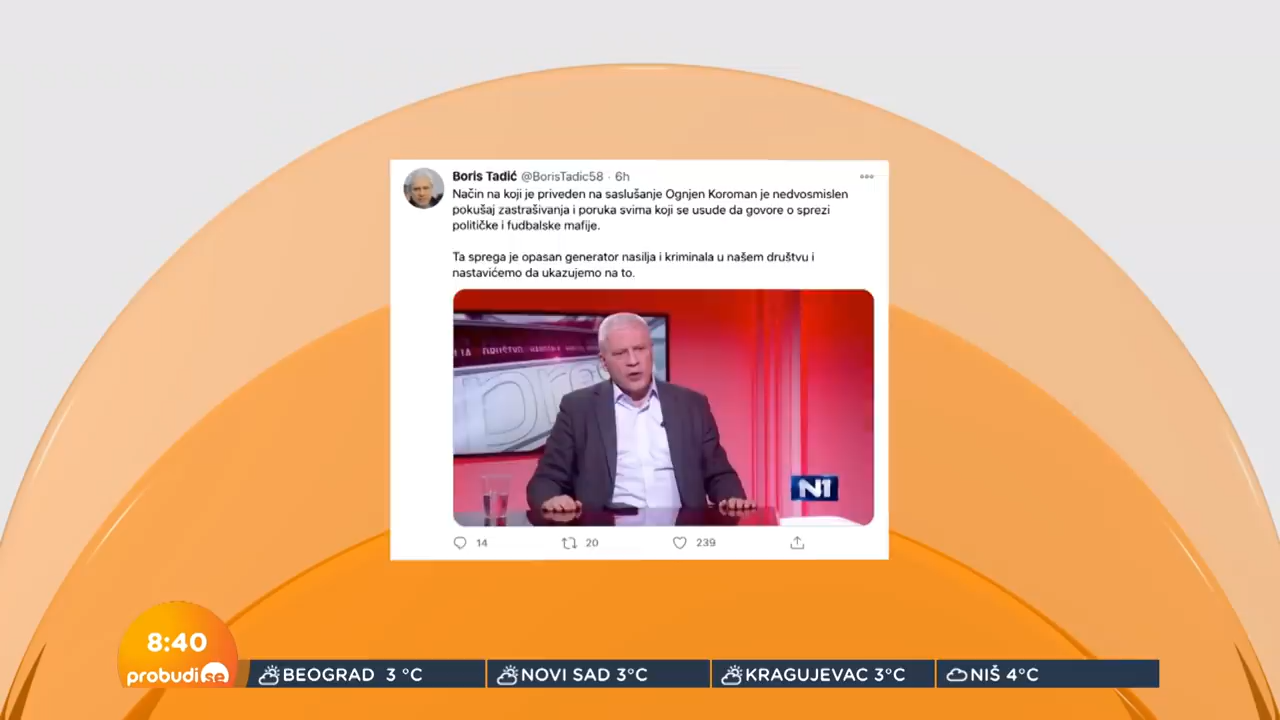 Boris Tadić @BorisTadic58 · 6h
Način na koji je priveden na saslušanje Ognjen Koroman je nedvosmislen
pokušaj zastrašivanja i poruka svima koji se usude da govore o sprezi
političke i fudbalske mafije.
Ta sprega je opasan generator nasilja i kriminala u našem društvu i
nastavićemo da ukazujemo na to.
DRUŠTVO
pres
N1
14 20 239
8:40
probudi se
BEOGRAD 3 °C
NOVI SAD 3°C
KRAGUJEVAC 3°C
NIŠ 4°C